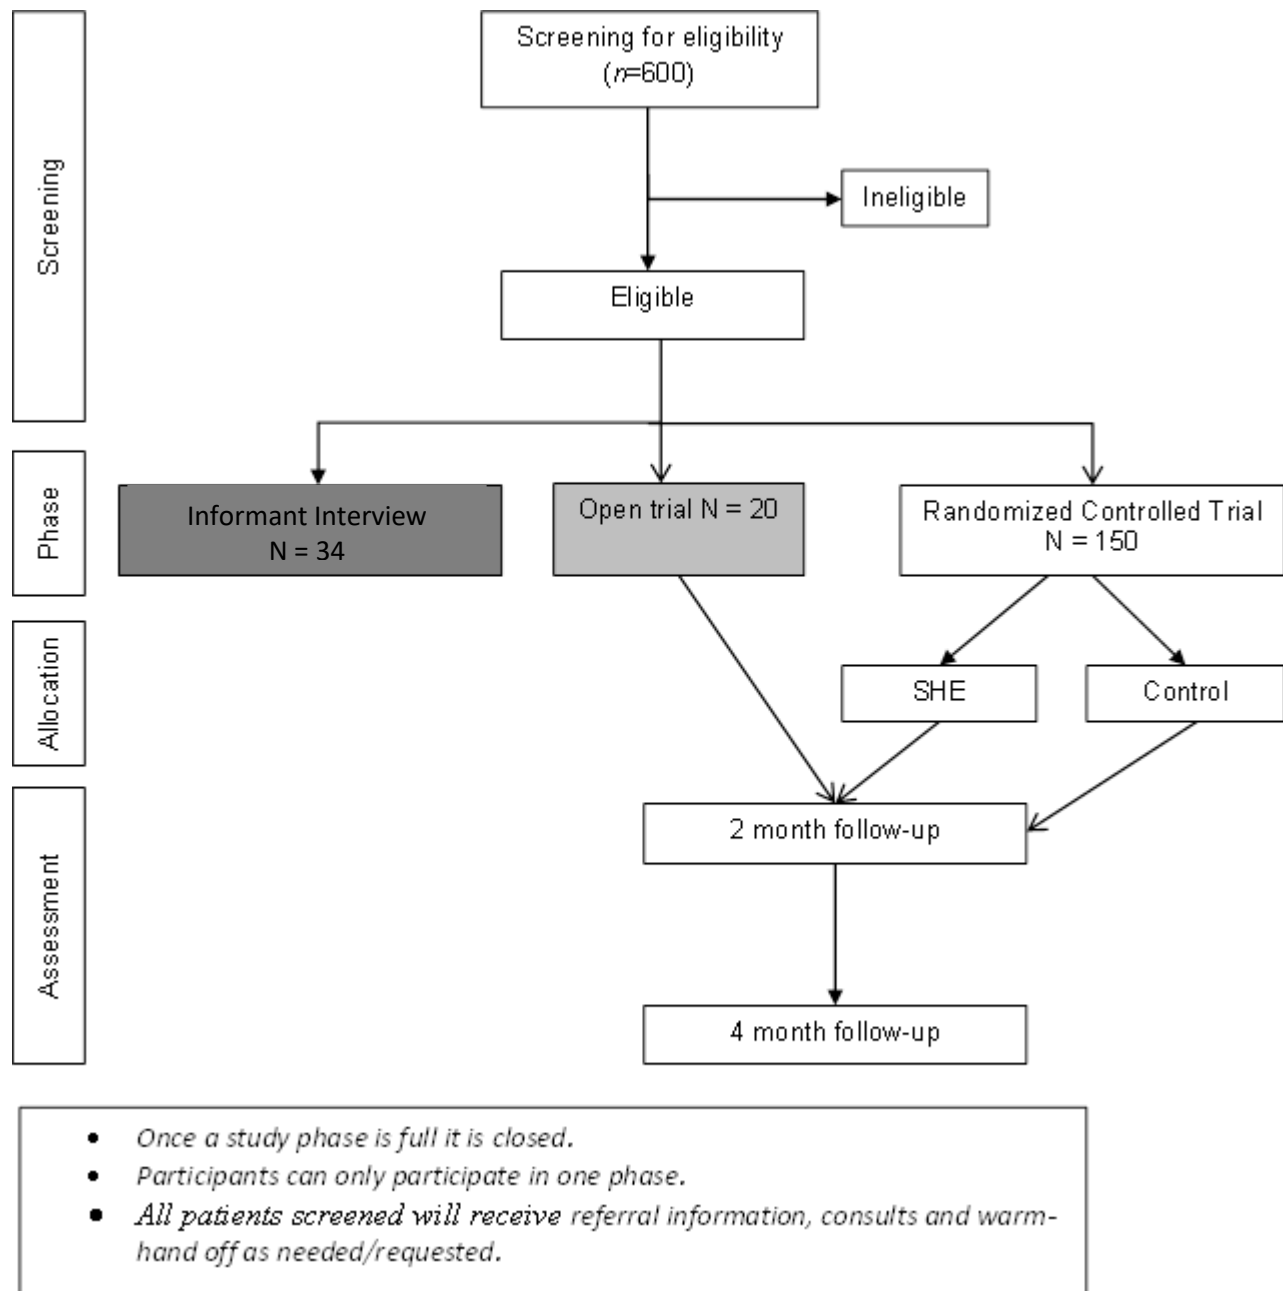 Screening for eligibility
(n=600)
Ineligible
Eligible
Screening
Phase
Informant Interview
N = 34
Open trial N = 20
Randomized Controlled Trial
N = 150
Allocation
SHE
Control
Assessment
2 month follow-up
4 month follow-up
• Once a study phase is full it is closed.
• Participants can only participate in one phase.
• All patients screened will receive referral information, consults and warm-
hand off as needed/requested.